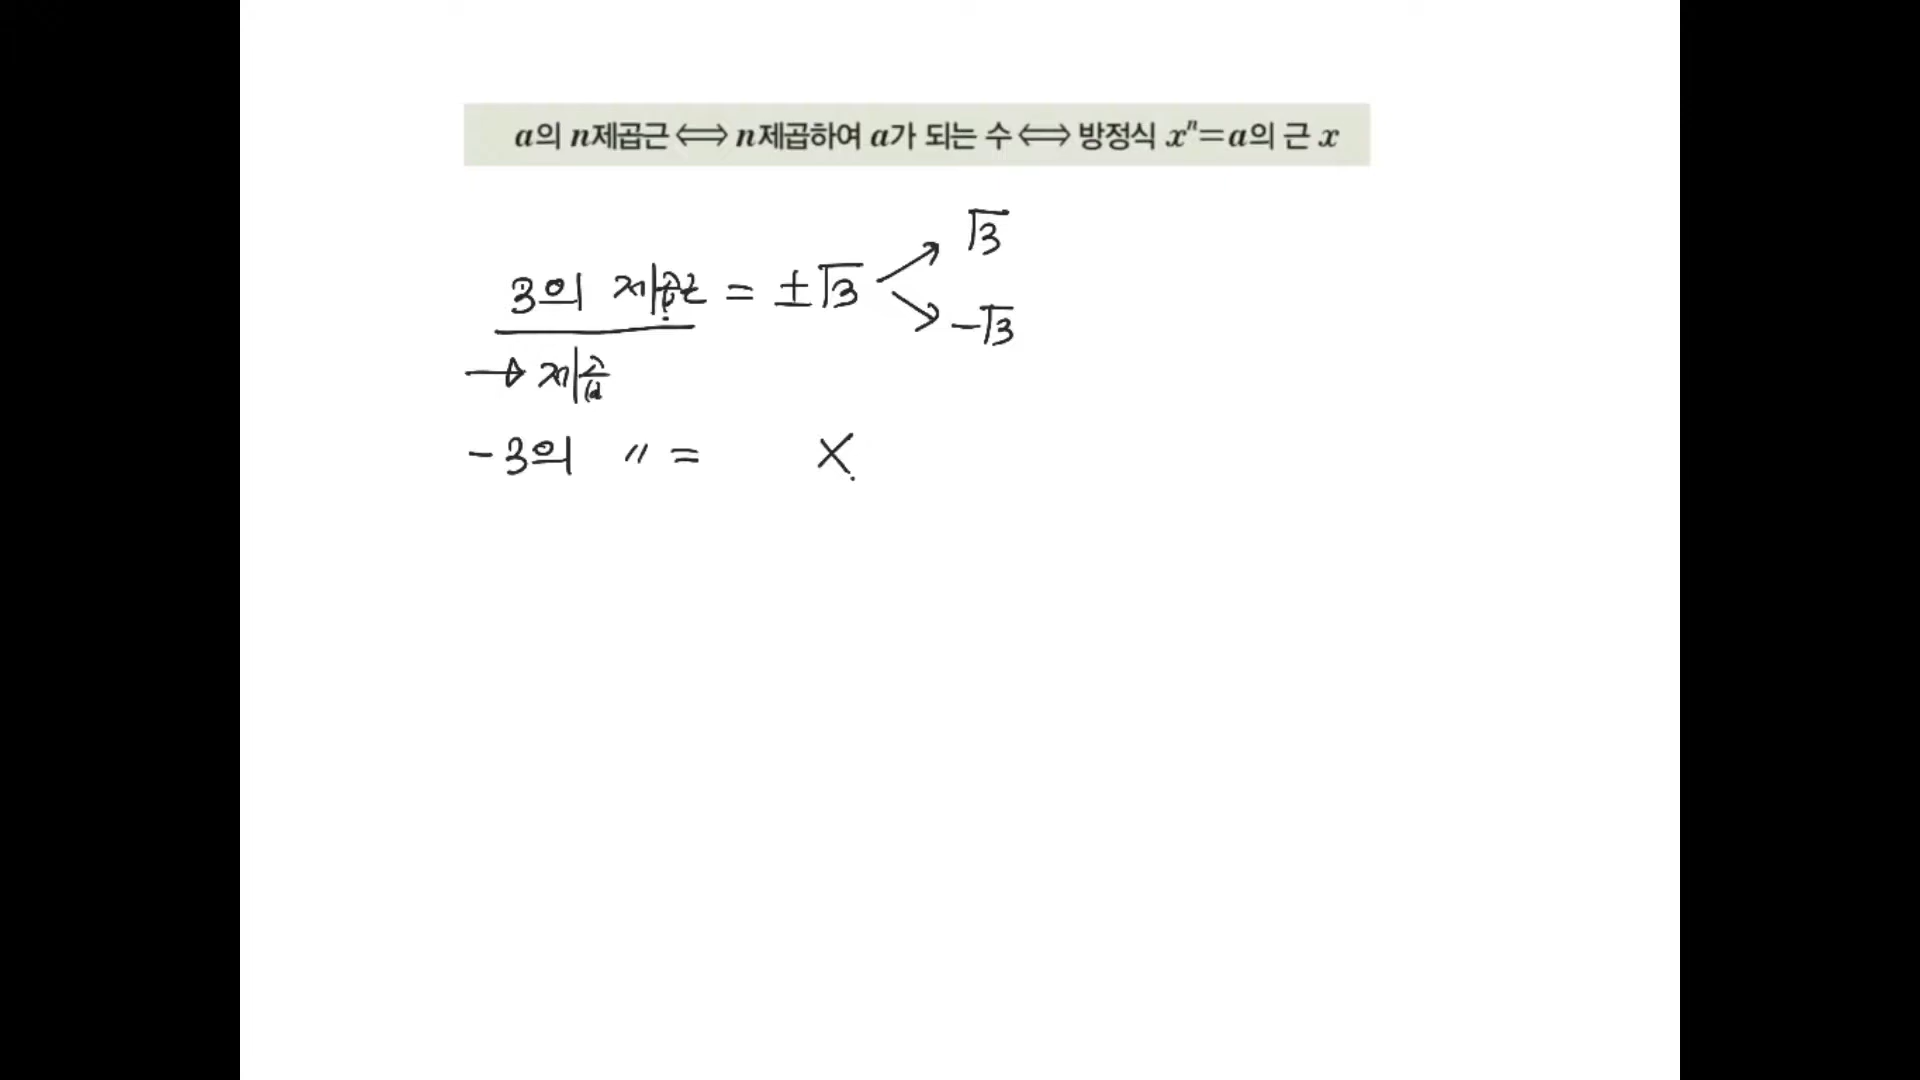 a의 n제곱근⟺n제곱하여 a가 되는 수⟺방정식 xⁿ=a의 근 x
√3
3의 제곱근 = ±√3
-√3
→ 제곱
-3의 〃 = X